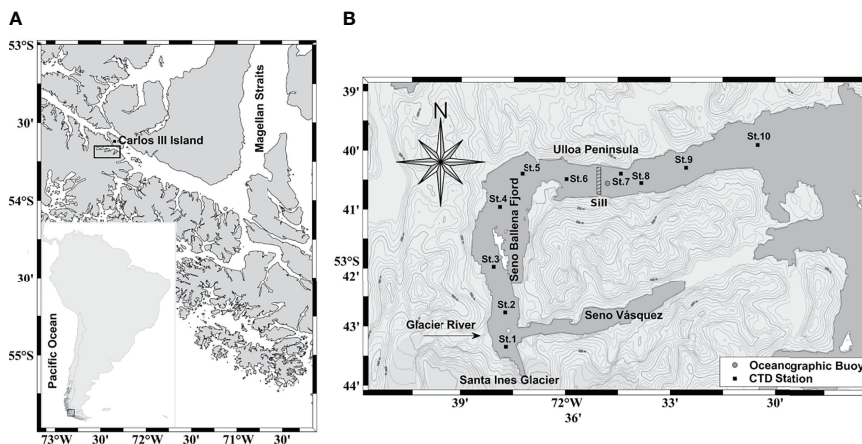 A
53°S
30'
54°S
30'
55°S
73°W
30'
72°W
30'
71°W
30'
Carlos III Island
Magellan Straits
Pacific Ocean
B
39'
40'
41'
53°S
42'
43'
44'
39'
72°W
36'
33'
30'
N
Ulloa Peninsula
St.10
St.9
St.8
St.7
St.6
St.5
Sill
St.4
Seno Ballena Fjord
St.3
St.2
Seno Vásquez
Glacier River
St.1
Santa Ines Glacier
Oceangraphic Buoy
CTD Station